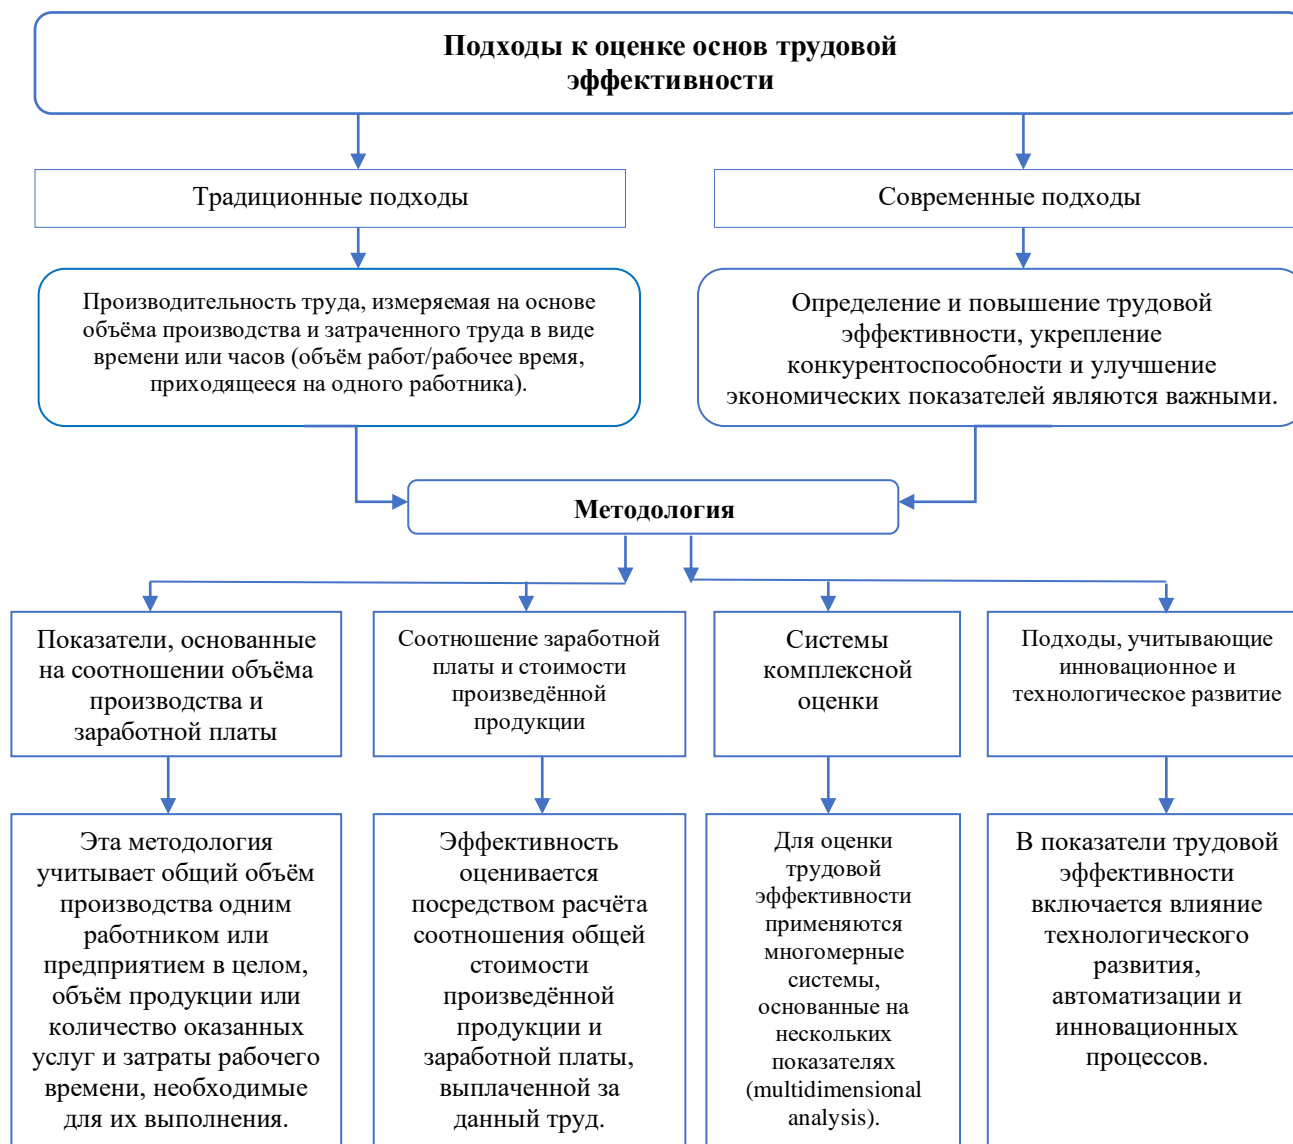 Подходы к оценке основ трудовой
эффективности
Традиционные подходы
Современные подходы
Производительность труда, измеряемая на основе
объёма производства и затраченного труда в виде
времени или часов (объём работ/рабочее время,
приходящееся на одного работника).
Определение и повышение трудовой
эффективности, укрепление
конкурентоспособности и улучшение
экономических показателей являются важными.
Методология
Показатели, основанные
на соотношении объёма
производства и
заработной платы
Соотношение заработной
платы и стоимости
произведённой
продукции
Системы
комплексной
оценки
Подходы, учитывающие
инновационное и
технологическое развитие
Эта методология
учитывает общий объём
производства одним
работником или
предприятием в целом,
объём продукции или
количество оказанных
услуг и затраты рабочего
времени, необходимые
для их выполнения.
Эффективность
оценивается
посредством расчёта
соотношения общей
стоимости
произведённой
продукции и
заработной платы,
выплаченной за
данный труд.
Для оценки
трудовой
эффективности
применяются
многомерные
системы,
основанные на
нескольких
показателях
(multidimensional
analysis).
В показатели трудовой
эффективности
включается влияние
технологического
развития,
автоматизации и
инновационных
процессов.